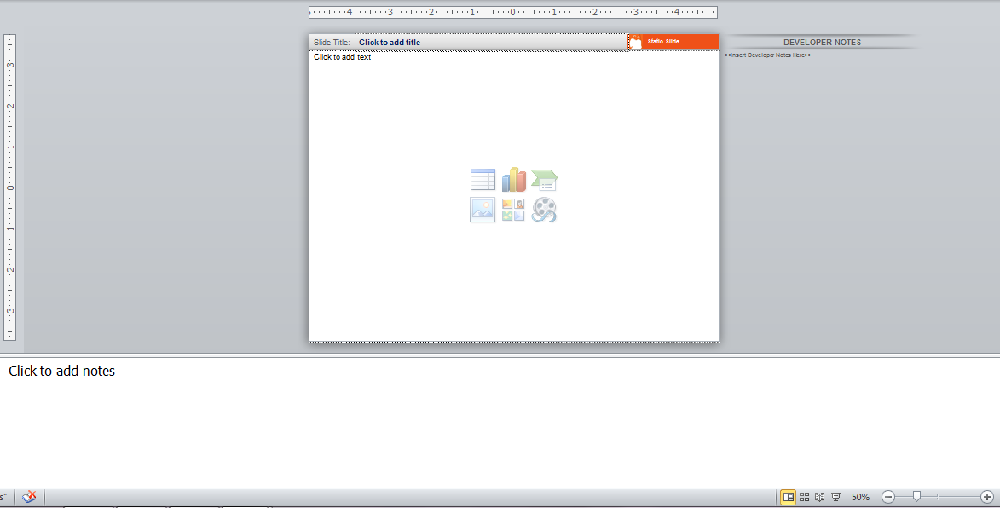 5 4 3 2 1 0 1 2 3 4
Slide Title: Click to add title
Static Slide
DEVELOPER NOTES
Click to add text
<<Insert Developer Notes Here>>
3
2
1
0
1
2
3
Click to add notes
s"
50%